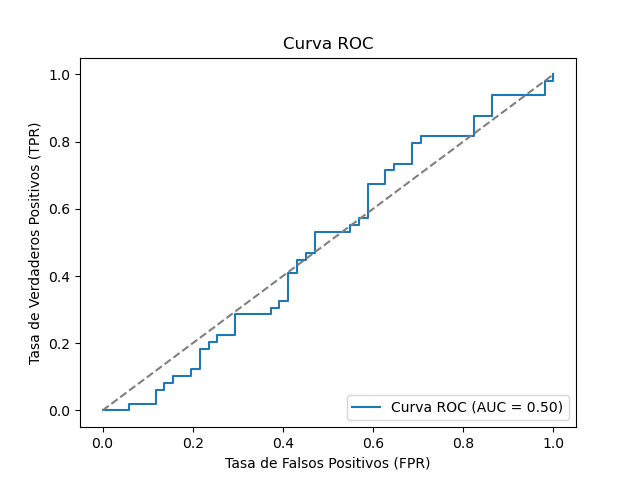 Curva ROC
1.0
0.8
0.6
0.4
0.2
0.0
Tasa de Verdaderos Positivos (TPR)
Curva ROC (AUC = 0.50)
0.0 0.2 0.4 0.6 0.8 1.0
Tasa de Falsos Positivos (FPR)